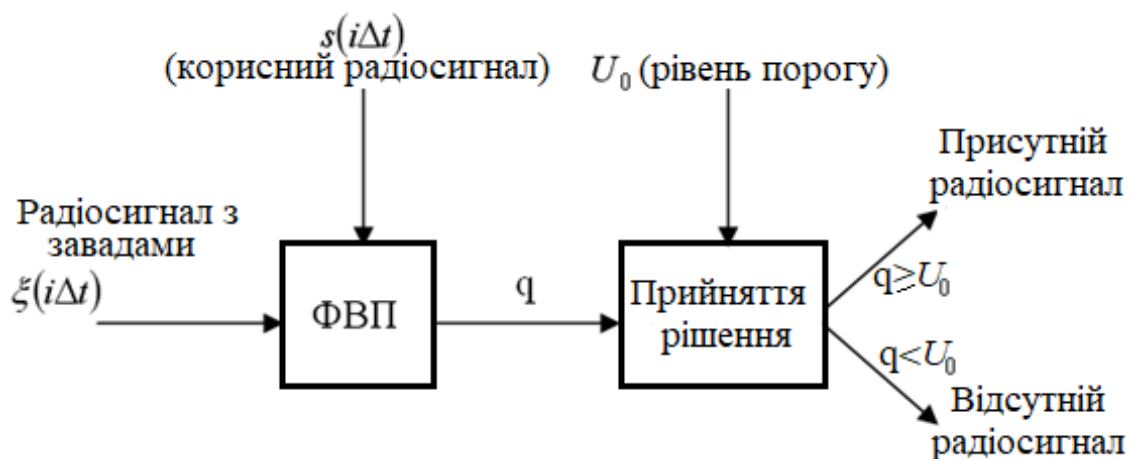 s(iΔt)
(корисний радіосигнал)
U₀ (рівень порогу)
Присутній
радіосигнал
Радіосигнал з
завадами
ξ(iΔt)
ФВП
q
Прийняття
рішення
q≥U₀
q<U₀
Відсутній
радіосигнал